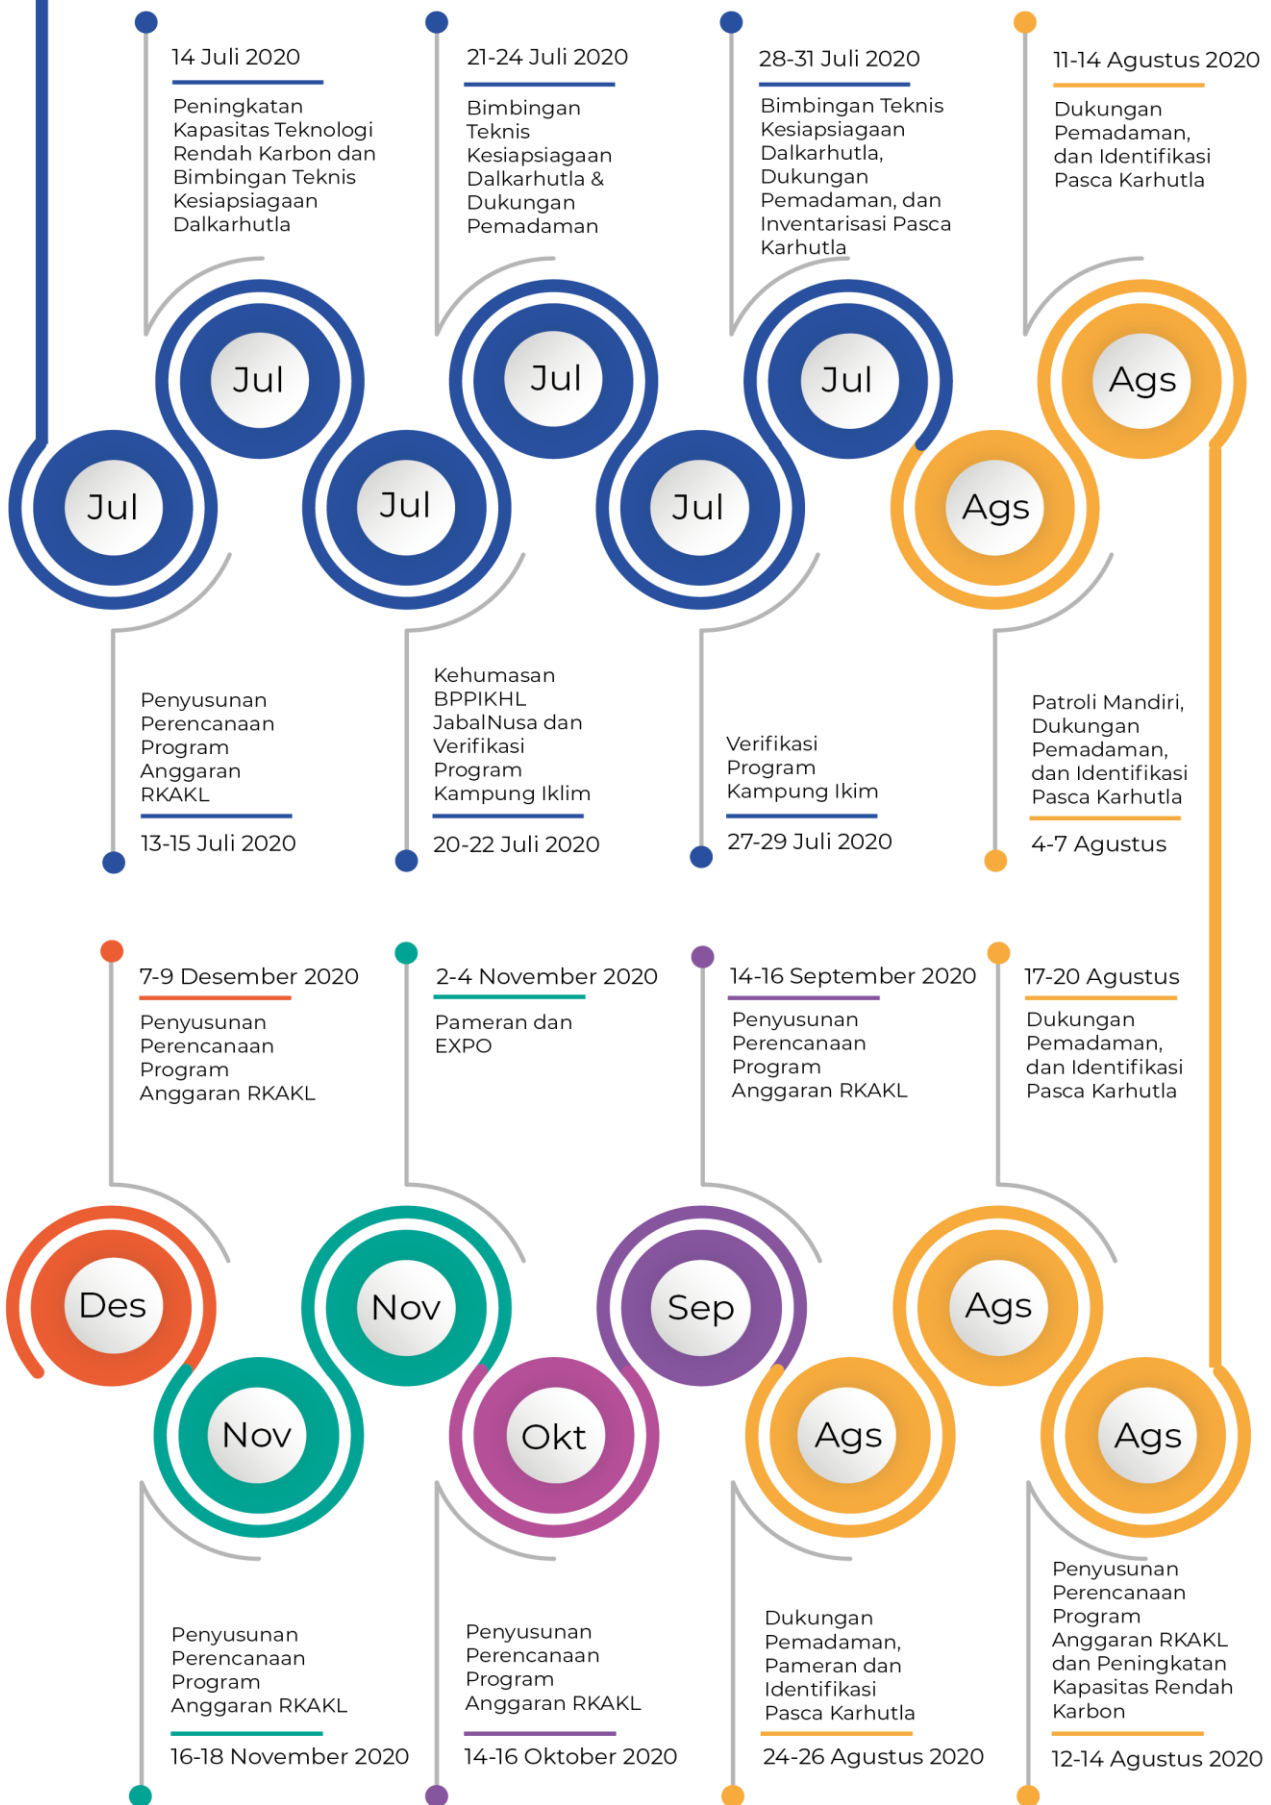 14 Juli 2020
Peningkatan
Kapasitas Teknologi
Rendah Karbon dan
Bimbingan Teknis
Kesiapsiagaan
Dalkarhutla
21-24 Juli 2020
Bimbingan
Teknis
Kesiapsiagaan
Dalkarhutla &
Dukungan
Pemadaman
28-31 Juli 2020
Bimbingan Teknis
Kesiapsiagaan
Dalkarhutla,
Dukungan
Pemadaman, dan
Inventarisasi Pasca
Karhutla
11-14 Agustus 2020
Dukungan
Pemadaman,
dan Identifikasi
Pasca Karhutla
Jul
Jul
Jul
Ags
Jul
Jul
Jul
Ags
Penyusunan
Perencanaan
Program
Anggaran
RKAKL
13-15 Juli 2020
Kehumasan
BPPIKHL
JabalNusa dan
Verifikasi
Program
Kampung Iklim
20-22 Juli 2020
Verifikasi
Program
Kampung Ikim
27-29 Juli 2020
Patroli Mandiri,
Dukungan
Pemadaman,
dan Identifikasi
Pasca Karhutla
4-7 Agustus
7-9 Desember 2020
Penyusunan
Perencanaan
Program
Anggaran RKAKL
2-4 November 2020
Pameran dan
EXPO
14-16 September 2020
Penyusunan
Perencanaan
Program
Anggaran RKAKL
17-20 Agustus
Dukungan
Pemadaman,
dan Identifikasi
Pasca Karhutla
Des
Nov
Sep
Ags
Nov
Okt
Ags
Ags
Penyusunan
Perencanaan
Program
Anggaran RKAKL
16-18 November 2020
Penyusunan
Perencanaan
Program
Anggaran RKAKL
14-16 Oktober 2020
Dukungan
Pemadaman,
Pameran dan
Identifikasi
Pasca Karhutla
24-26 Agustus 2020
Penyusunan
Perencanaan
Program
Anggaran RKAKL
dan Peningkatan
Kapasitas Rendah
Karbon
12-14 Agustus 2020